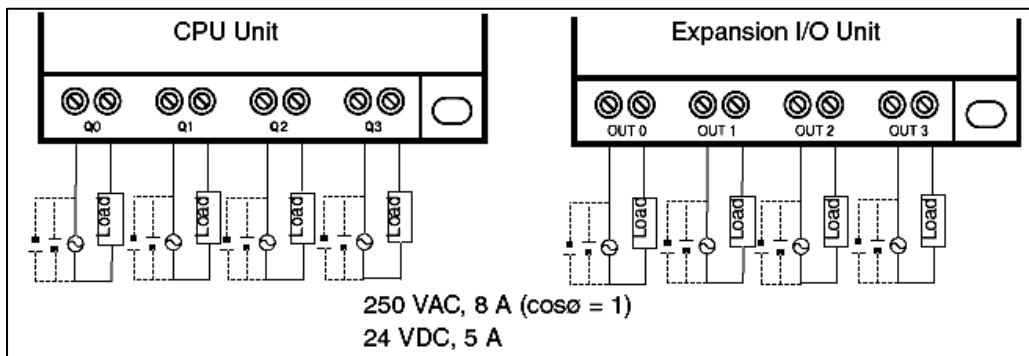 CPU Unit
Expansion I/O Unit
Q0 Q1 Q2 Q3
OUT 0 OUT 1 OUT 2 OUT 3
Load Load Load Load
Load Load Load Load
250 VAC, 8 A (cosø = 1)
24 VDC, 5 A